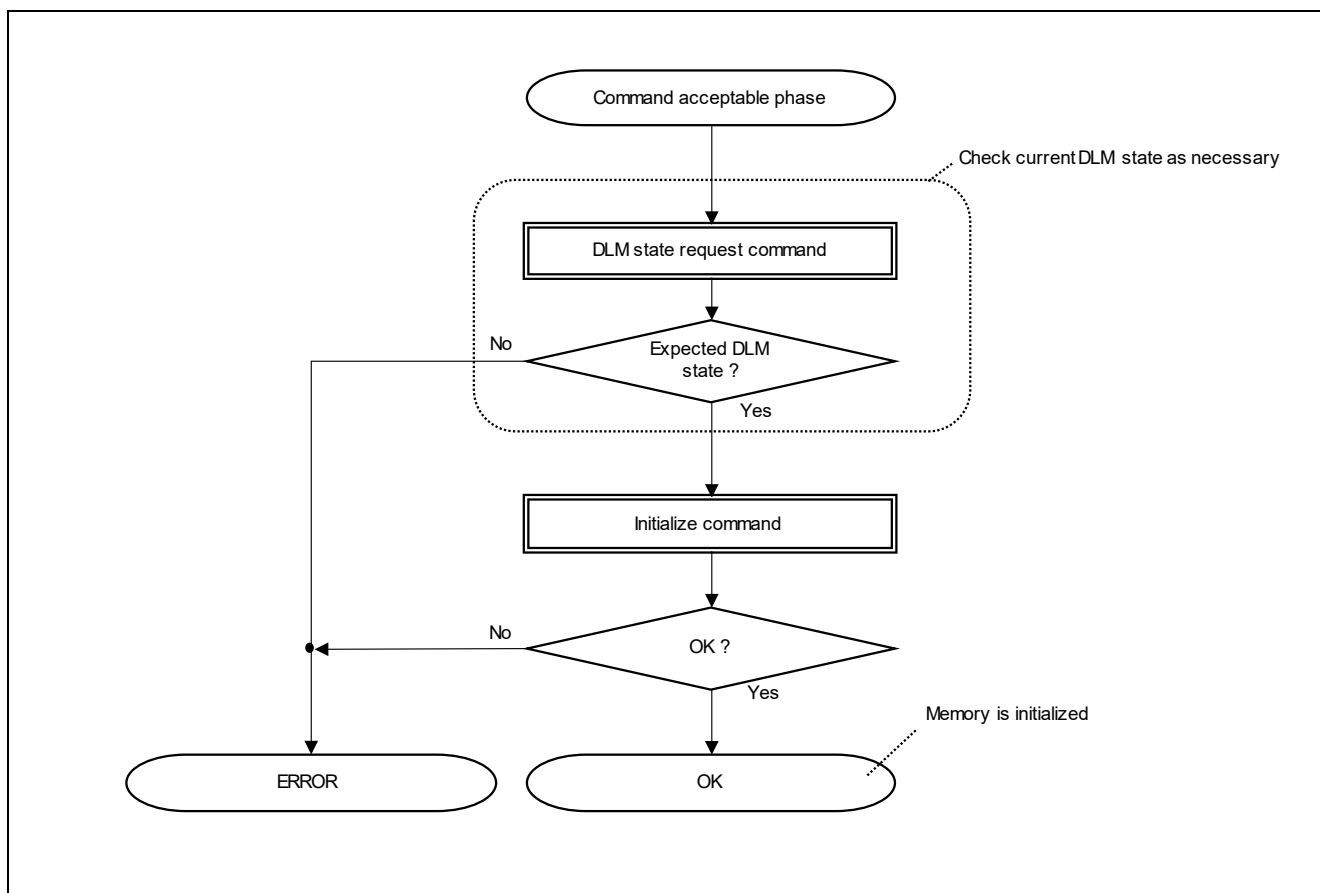 Command acceptable phase
Check current DLM state as necessary
DLM state request command
No
Expected DLM
state ?
Yes
Initialize command
No
OK ?
Yes
Memory is initialized
ERROR
OK